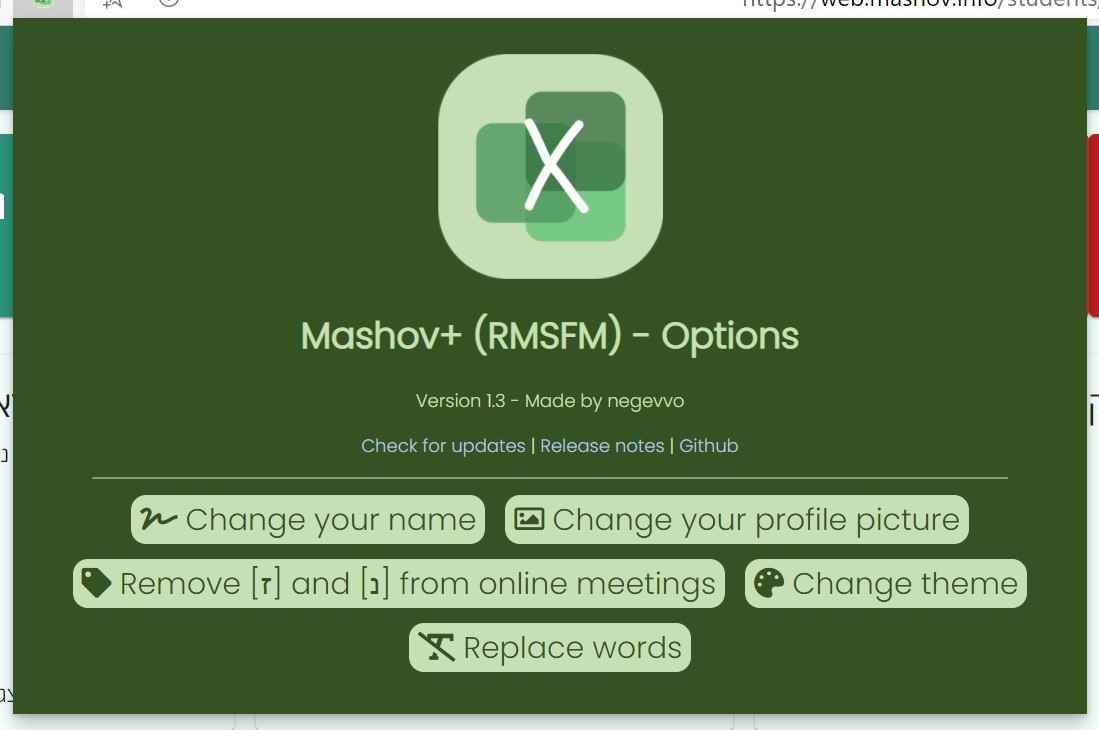 https://web.mashov.info/students/
X
Mashov+ (RMSFM) - Options
Version 1.3 - Made by negevvo
Check for updates | Release notes | Github
Change your name
Change your profile picture
Remove [ז] and [נ] from online meetings
Change theme
Replace words